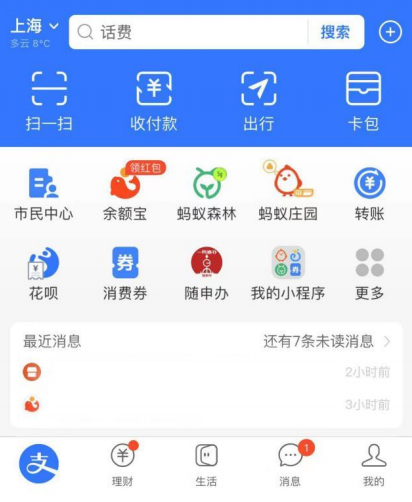 上海
多云 8°C
话费
搜索
扫一扫
收付款
出行
卡包
领红包
市民中心
余额宝
蚂蚁森林
蚂蚁庄园
转账
花呗
消费券
随申办
我的小程序
更多
券
最近消息
还有7条未读消息
2小时前
3小时前
支
1
理财
生活
消息
我的